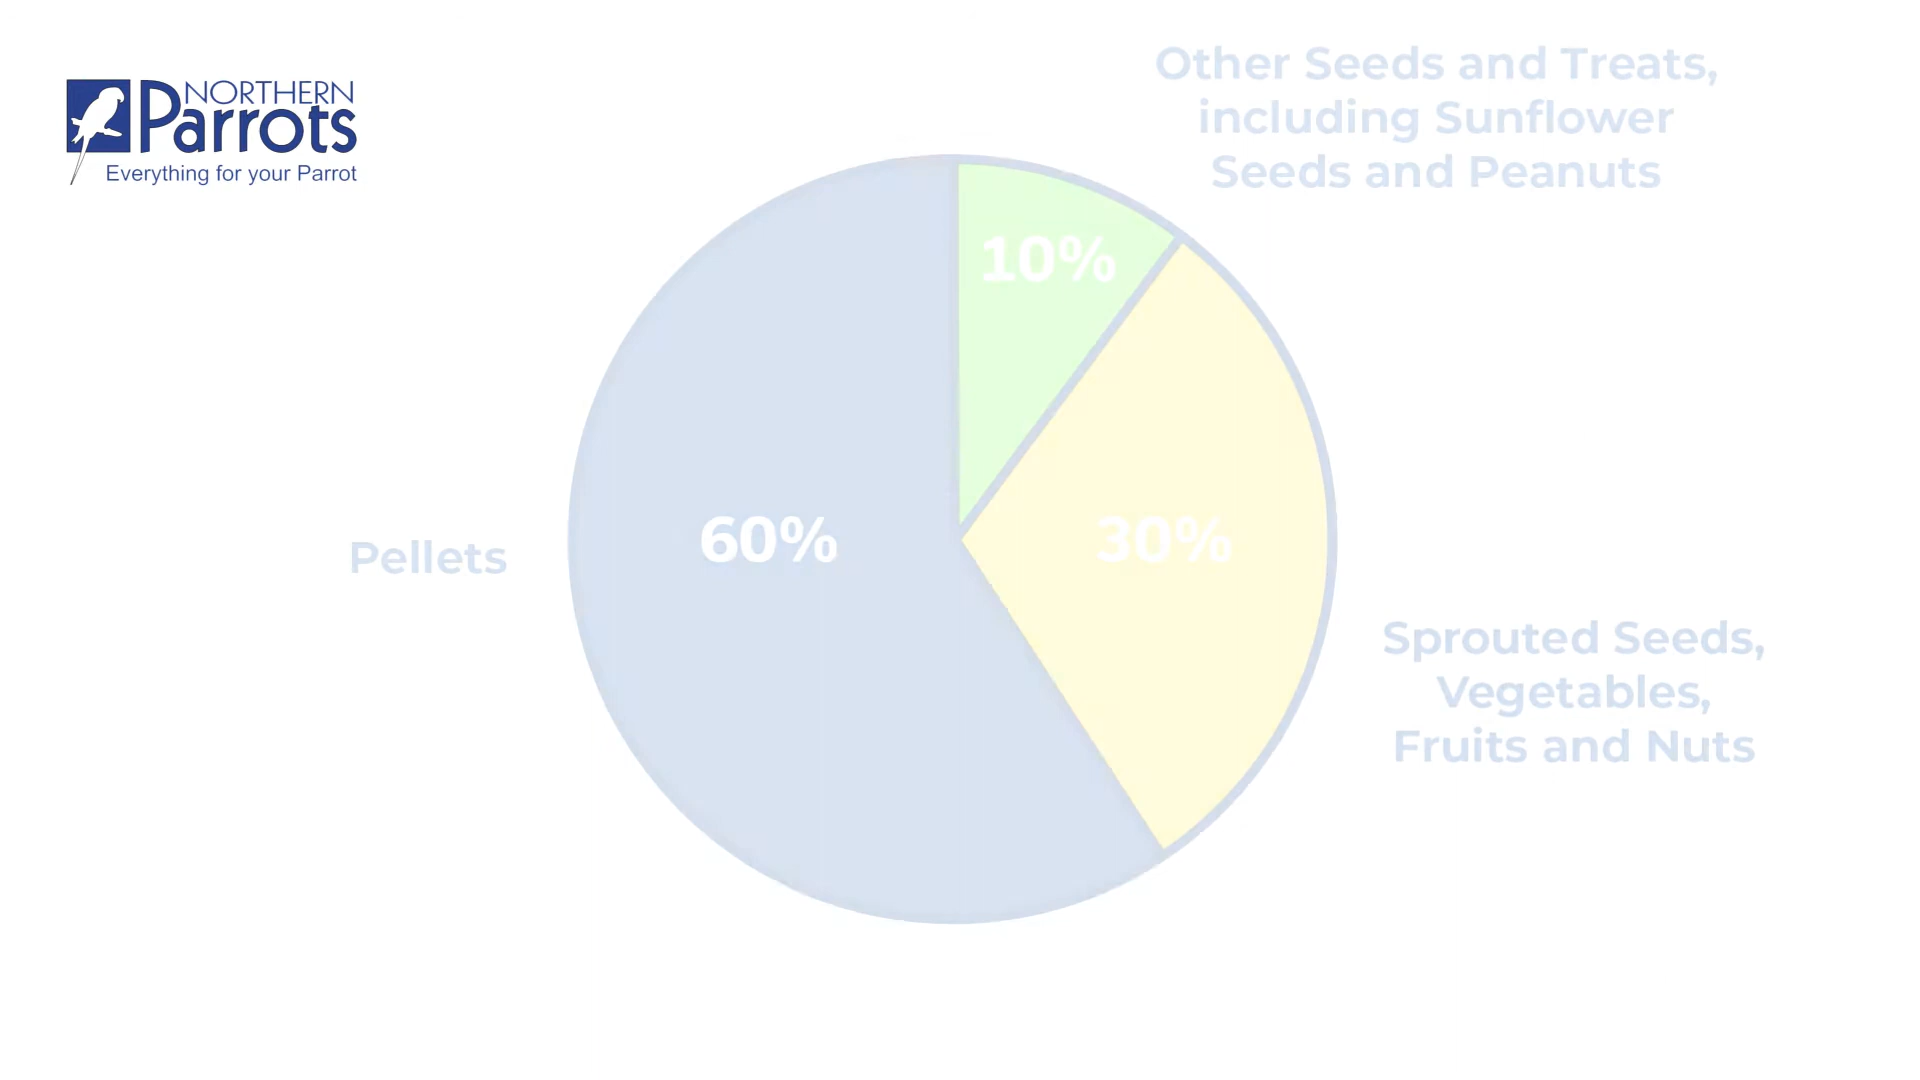 NORTHERN
Parrots
Everything for your Parrot
Other Seeds and Treats,
including Sunflower
Seeds and Peanuts
10%
60%
30%
Pellets
Sprouted Seeds,
Vegetables,
Fruits and Nuts